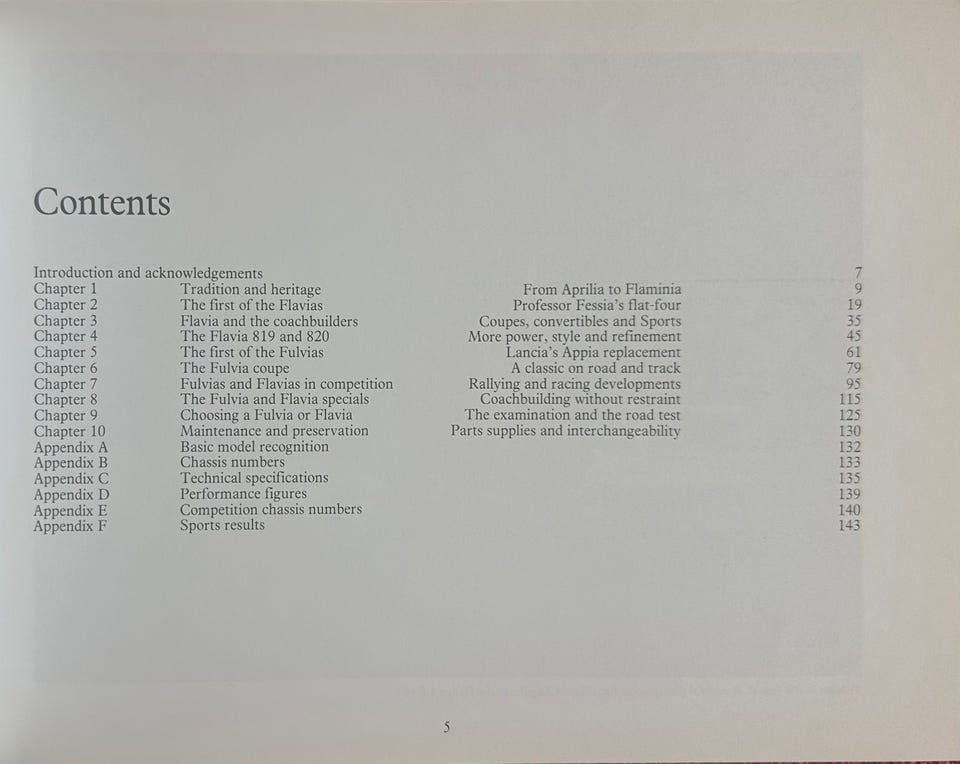 Contents
Introduction and acknowledgements 7
Chapter 1 Tradition and heritage From Aprilia to Flaminia 9
Chapter 2 The first of the Flavias Professor Fessia's flat-four 19
Chapter 3 Flavia and the coachbuilders Coupes, convertibles and Sports 35
Chapter 4 The Flavia 819 and 820 More power, style and refinement 45
Chapter 5 The first of the Fulvias Lancia's Appia replacement 61
Chapter 6 The Fulvia coupe A classic on road and track 79
Chapter 7 Fulvias and Flavias in competition Rallying and racing developments 95
Chapter 8 The Fulvia and Flavia specials Coachbuilding without restraint 115
Chapter 9 Choosing a Fulvia or Flavia The examination and the road test 125
Chapter 10 Maintenance and preservation Parts supplies and interchangeability 130
Appendix A Basic model recognition 132
Appendix B Chassis numbers 133
Appendix C Technical specifications 135
Appendix D Performance figures 139
Appendix E Competition chassis numbers 140
Appendix F Sports results 143
5